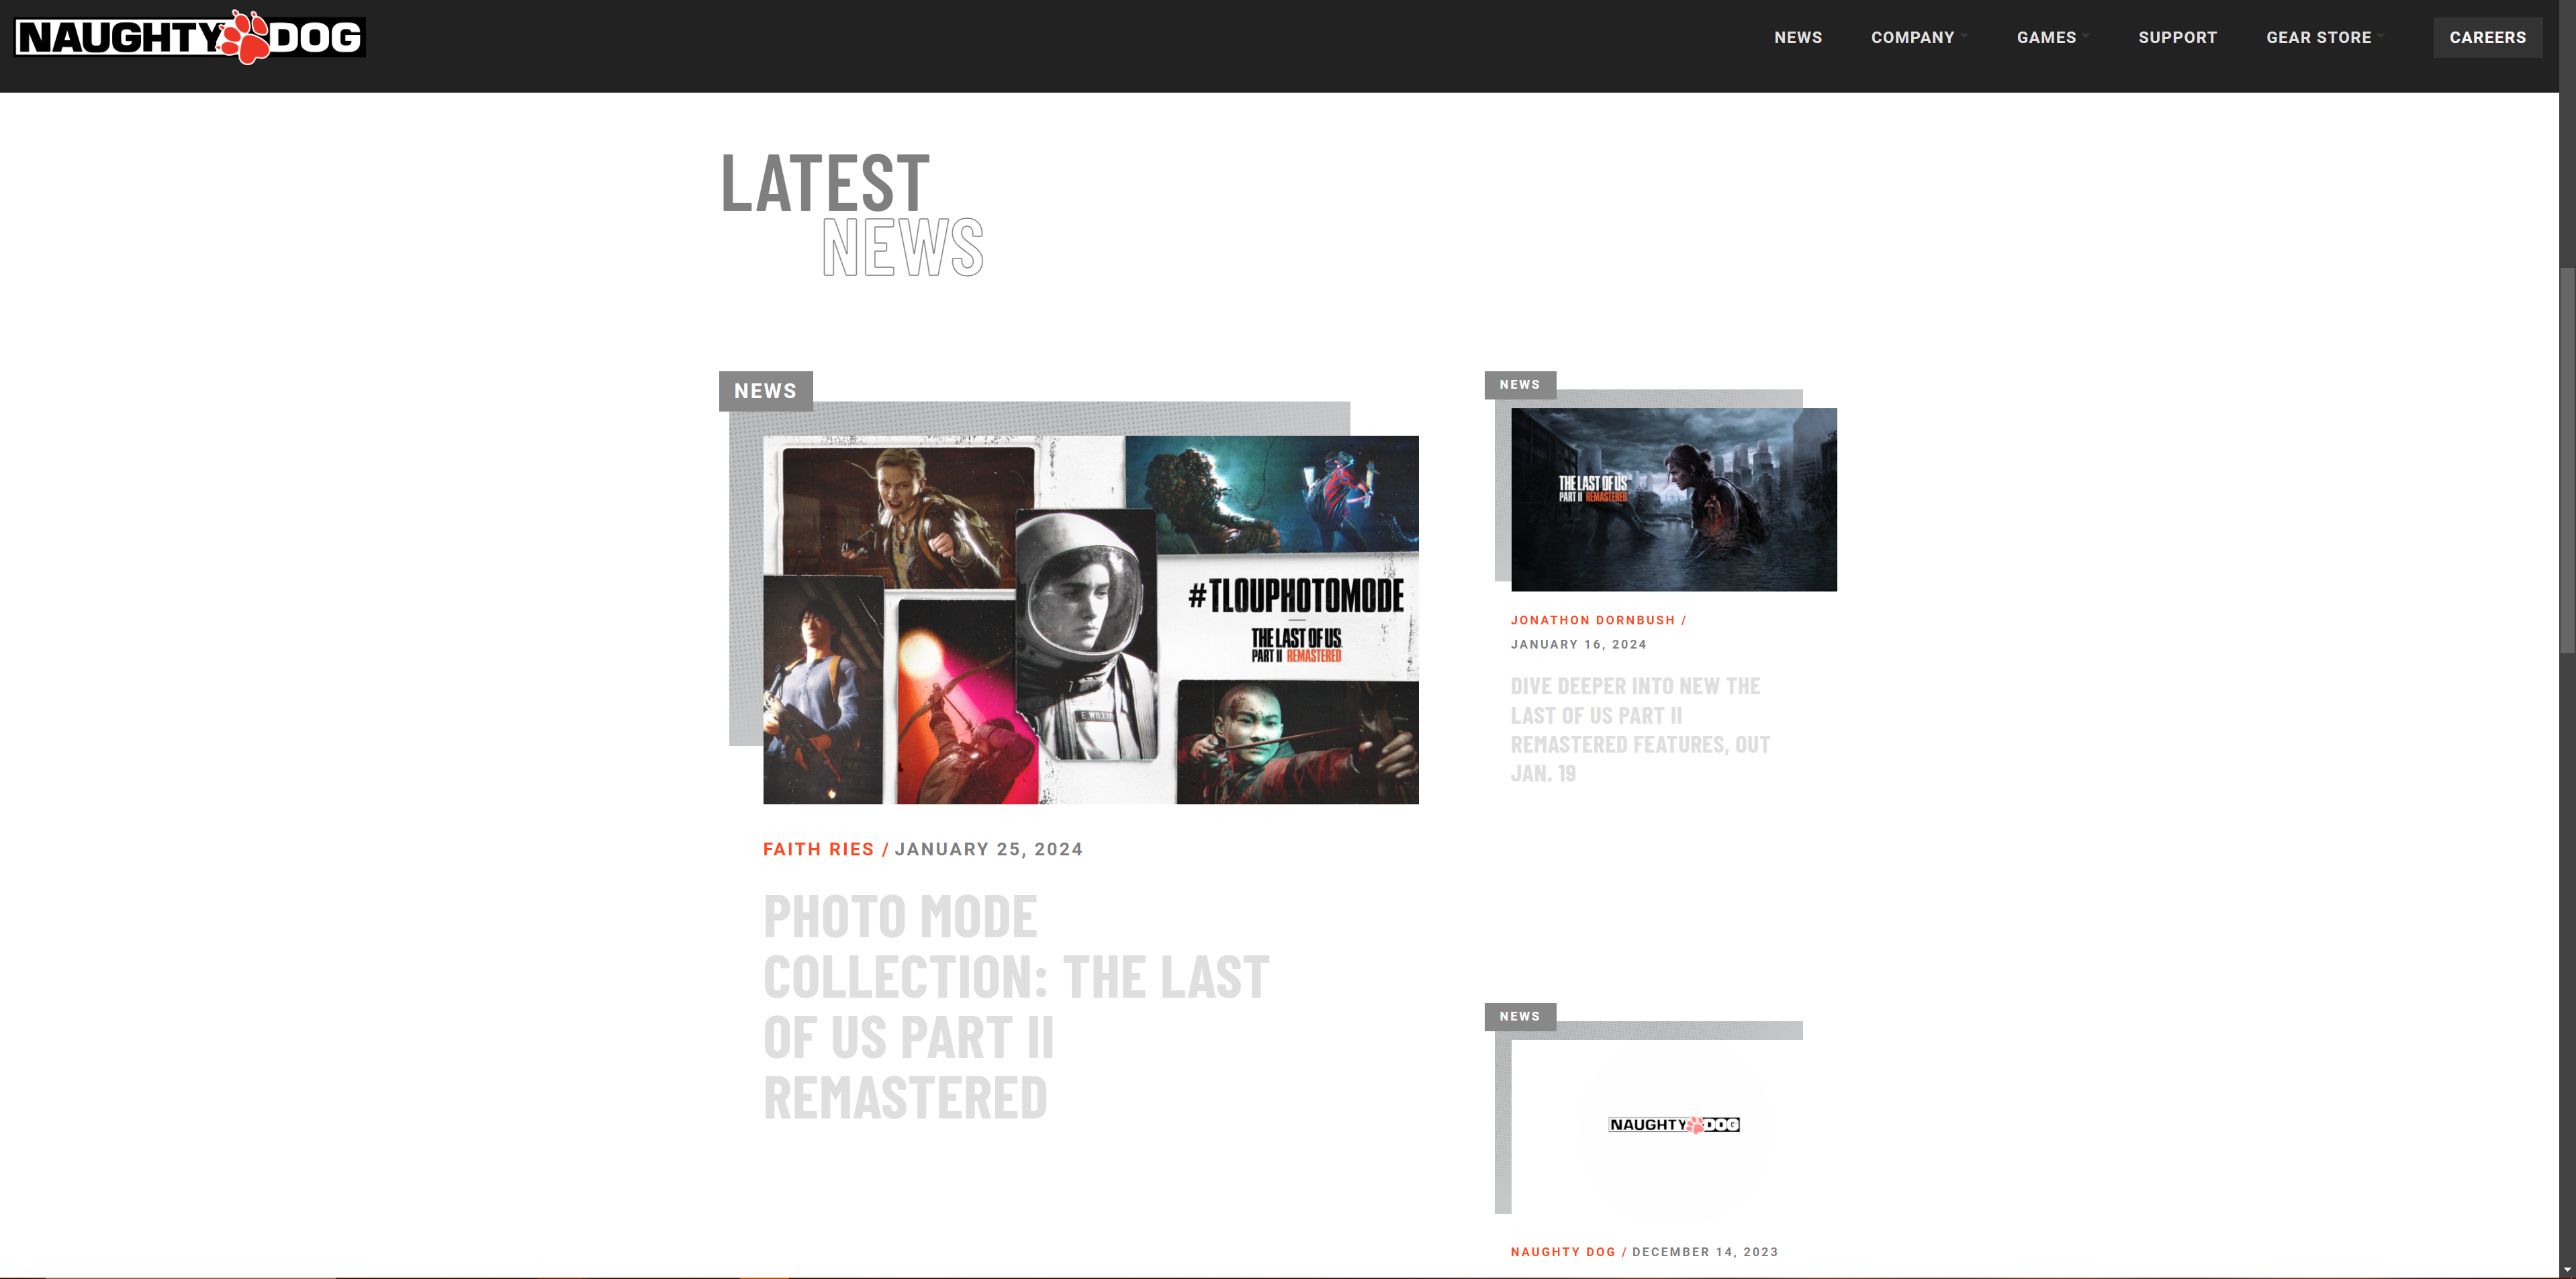 NAUGHTY DOG
NEWS
COMPANY
GAMES
SUPPORT
GEAR STORE
CAREERS
LATEST
NEWS
NEWS
#TLOUPHOTOMODE
THE LAST OF US
PART II REMASTERED
7
FAITH RIES / JANUARY 25, 2024
PHOTO MODE
COLLECTION: THE LAST
OF US PART II
REMASTERED
NEWS
THE LAST OF US
PART II REMASTERED
JONATHON DORNBUSH /
JANUARY 16, 2024
DIVE DEEPER INTO NEW THE
LAST OF US PART II
REMASTERED FEATURES, OUT
JAN. 19
NEWS
NAUGHTY DOG
NAUGHTY DOG / DECEMBER 14, 2023